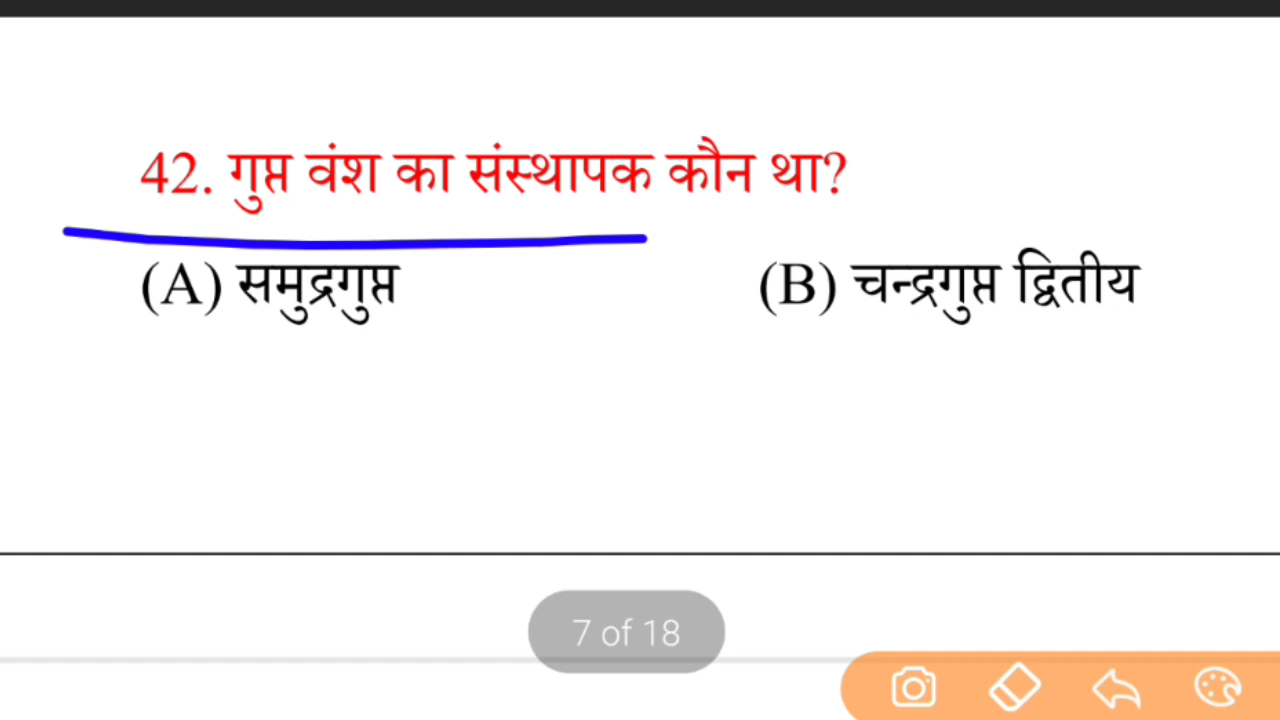 42. गुप्त वंश का संस्थापक कौन था?
(A) समुद्रगुप्त (B) चन्द्रगुप्त द्वितीय
7 of 18